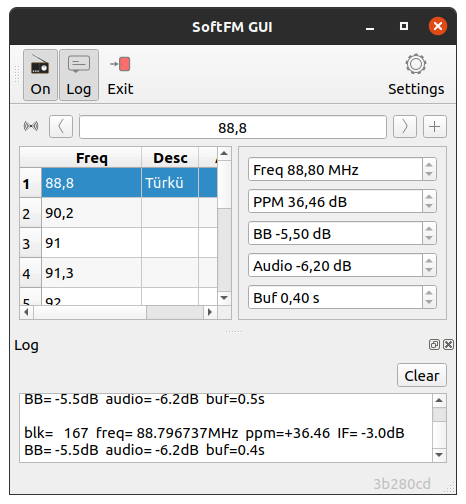 SoftFM GUI
On Log Exit Settings
88,8
Freq Desc
1 88,8 Türkü
2 90,2
3 91
4 91,3
5 92
Freq 88,80 MHz
PPM 36,46 dB
BB -5,50 dB
Audio -6,20 dB
Buf 0,40 s
Log
Clear
BB= -5.5dB audio= -6.2dB buf=0.5s
blk= 167 freq= 88.796737MHz ppm=+36.46 IF= -3.0dB
BB= -5.5dB audio= -6.2dB buf=0.4s
3b280cd